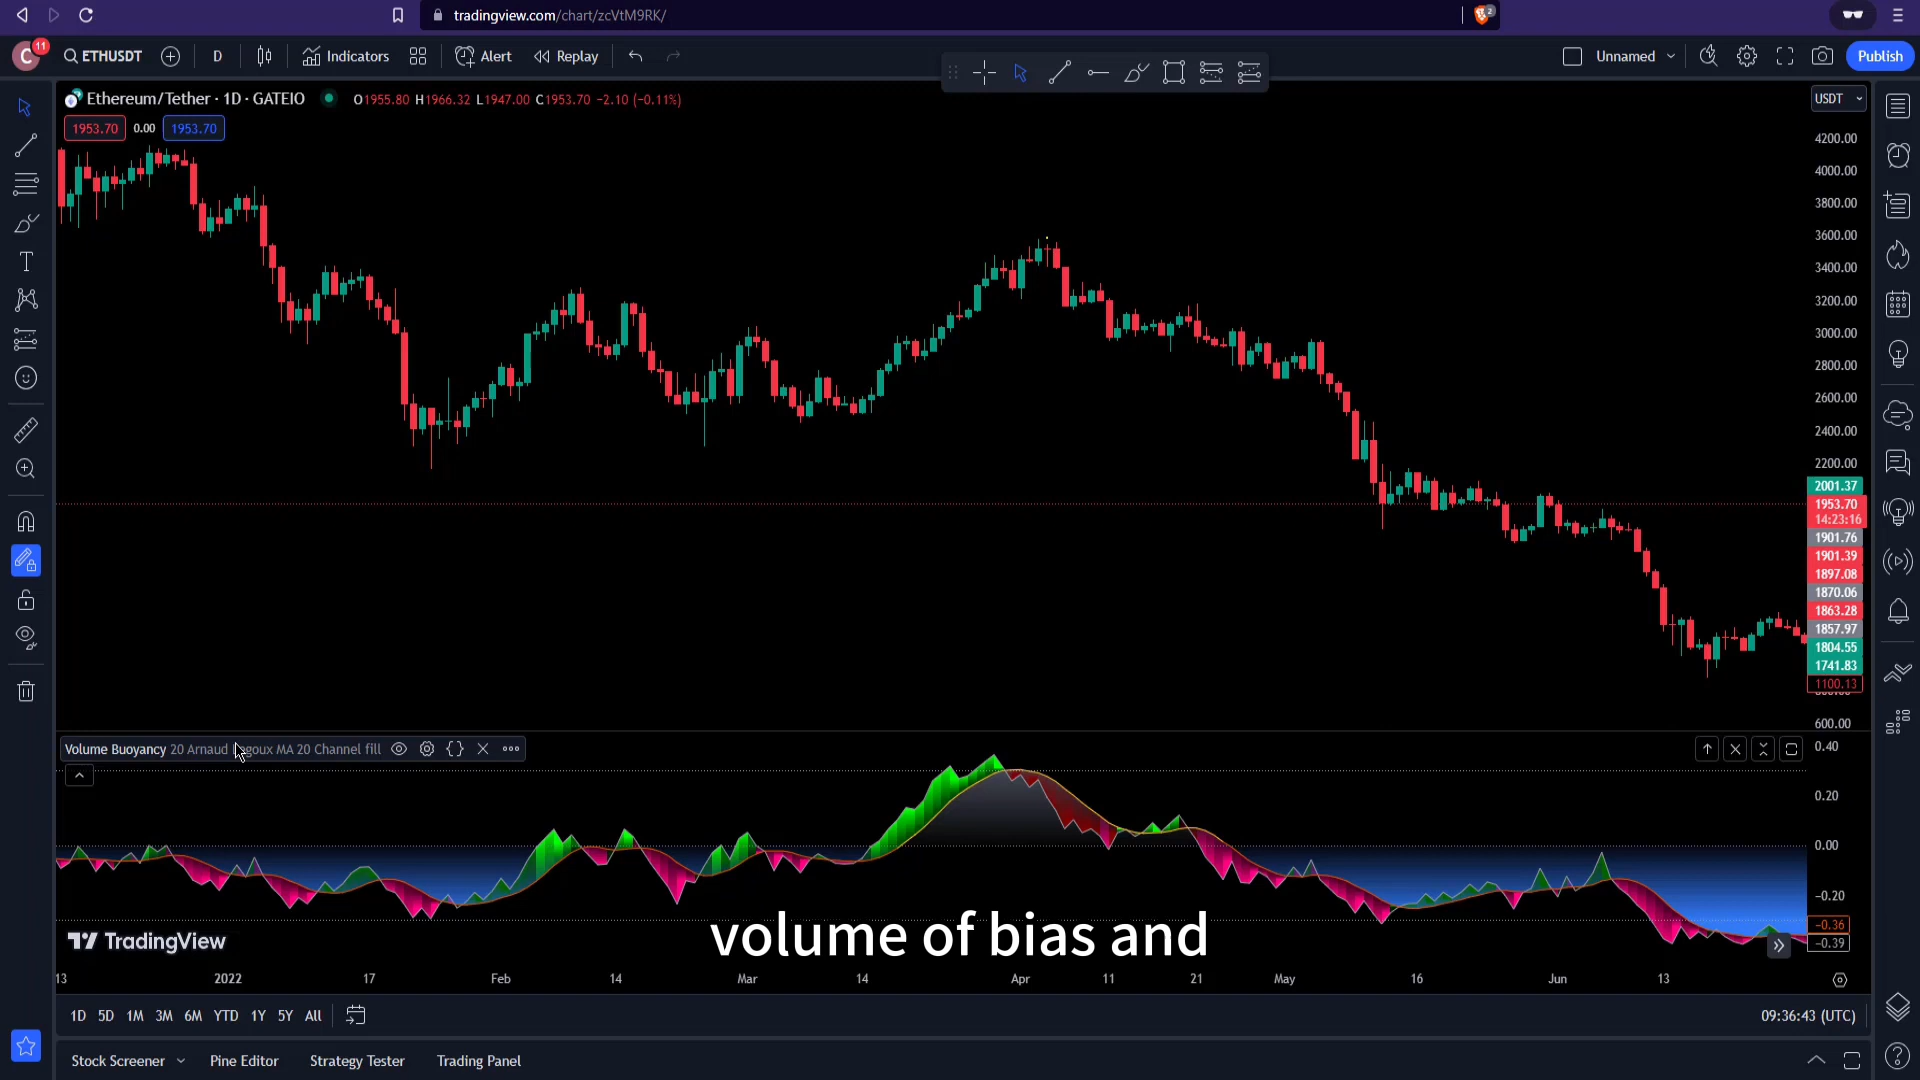 tradingview.com/chart/zcVtM9RK/
2
C
11
ETHUSDT
D
Indicators
Alert
Replay
Unnamed
Publish
Ethereum/Tether · 1D · GATEIO
O1955.80 H1966.32 L1947.00 C1953.70 −2.10 (−0.11%)
USDT
1953.70
0.00
1953.70
4200.00
4000.00
3800.00
3600.00
3400.00
3200.00
3000.00
2800.00
2600.00
2400.00
2200.00
2001.37
1953.70
14:23:16
1901.76
1901.39
1897.08
1870.06
1863.28
1857.97
1804.55
1741.83
1100.13
600.00
Volume Buoyancy 20 Arnaud Legoux MA 20 Channel fill
0.40
0.20
0.00
−0.20
−0.36
−0.39
volume of bias and
TradingView
13 2022 17 Feb 14 Mar 14 Apr 11 21 May 16 Jun 13
1D 5D 1M 3M 6M YTD 1Y 5Y All
09:36:43 (UTC)
Stock Screener Pine Editor Strategy Tester Trading Panel